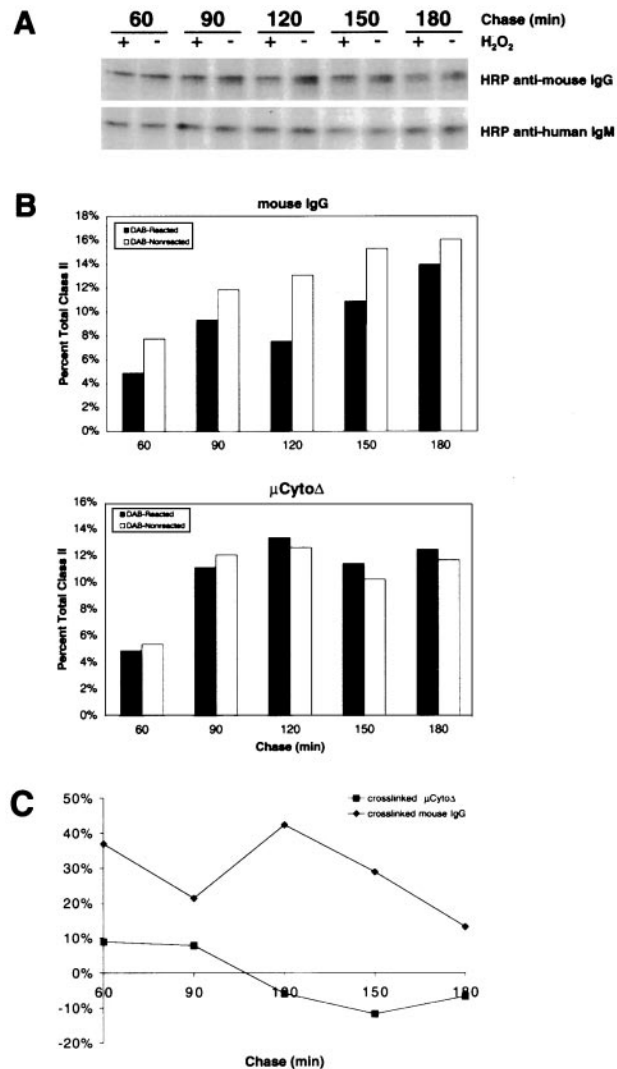 A
60 90 120 150 180 Chase (min)
+ - + - + - + - + - H2O2
HRP anti-mouse IgG
HRP anti-human IgM
B
mouse IgG
Percent Total Class II
18%
16%
14%
12%
10%
8%
6%
4%
2%
0%
DAB-Reacted
DAB-Nonreacted
60 90 120 150 180
μCytoΔ
Percent Total Class II
16%
14%
12%
10%
8%
6%
4%
2%
0%
DAB-Reacted
DAB-Nonreacted
60 90 120 150 180
Chase (min)
C
50%
40%
30%
20%
10%
0%
-10%
-20%
crosslinked μCytoΔ
crosslinked mouse IgG
60 90 120 150 180
Chase (min)